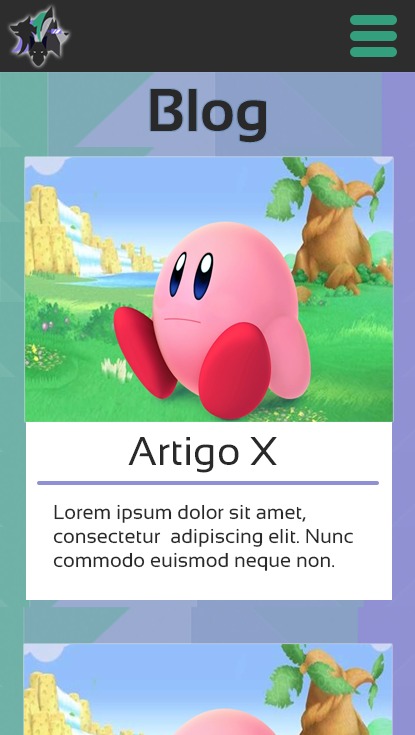 Blog
Artigo X
Lorem ipsum dolor sit amet,
consectetur  adipiscing elit. Nunc
commodo euismod neque non.